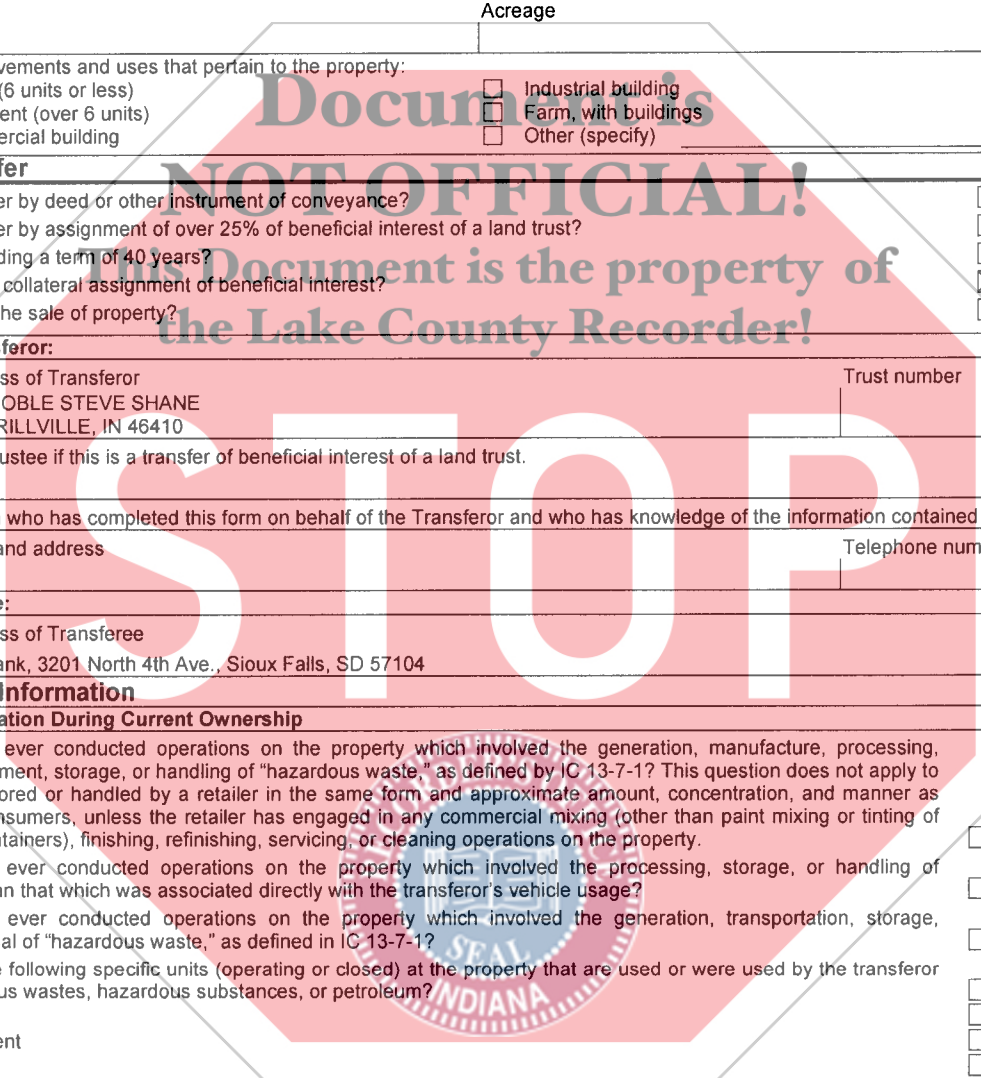 Acreage
vements and uses that pertain to the property:
(6 units or less) Industrial building
ent (over 6 units) Farm, with buildings
ercial building Other (specify)
Document is
NOT OFFICIAL!
This Document is the property of
the Lake County Recorder!
STOP
fer
er by deed or other instrument of conveyance?
er by assignment of over 25% of beneficial interest of a land trust?
ding a term of 40 years?
collateral assignment of beneficial interest?
he sale of property?
feror:
ss of Transferor Trust number
OBLE STEVE SHANE
RILLVILLE, IN 46410
ustee if this is a transfer of beneficial interest of a land trust.
who has completed this form on behalf of the Transferor and who has knowledge of the information contained
and address Telephone num
e:
ss of Transferee
ank, 3201 North 4th Ave., Sioux Falls, SD 57104
Information
ation During Current Ownership
ever conducted operations on the property which involved the generation, manufacture, processing,
ment, storage, or handling of “hazardous waste,” as defined by IC 13-7-1? This question does not apply to
ored or handled by a retailer in the same form and approximate amount, concentration, and manner as
nsumers, unless the retailer has engaged in any commercial mixing (other than paint mixing or tinting of
tainers), finishing, refinishing, servicing, or cleaning operations on the property.
ever conducted operations on the property which involved the processing, storage, or handling of
an that which was associated directly with the transferor's vehicle usage?
ever conducted operations on the property which involved the generation, transportation, storage,
al of “hazardous waste,” as defined in IC 13-7-1?
e following specific units (operating or closed) at the property that are used or were used by the transferor
us wastes, hazardous substances, or petroleum?
ent
SEAL
INDIANA